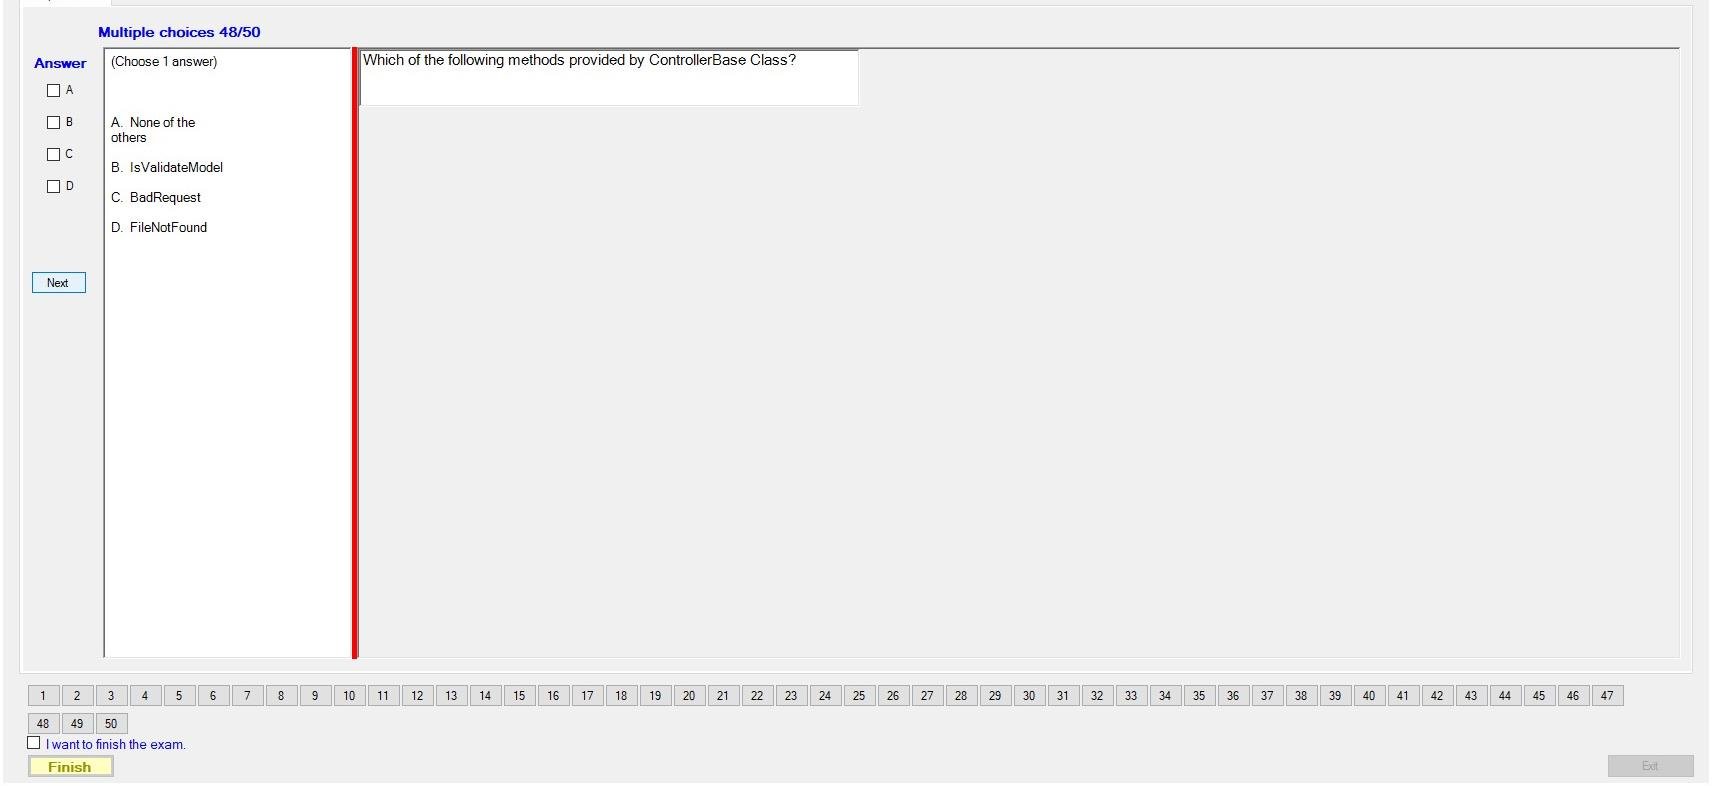 Multiple choices 48/50
Answer
A
B
C
D
Next
(Choose 1 answer)
A. None of the
others
B. IsValidateModel
C. BadRequest
D. FileNotFound
Which of the following methods provided by ControllerBase Class?
1 2 3 4 5 6 7 8 9 10 11 12 13 14 15 16 17 18 19 20 21 22 23 24 25 26 27 28 29 30 31 32 33 34 35 36 37 38 39 40 41 42 43 44 45 46 47
48 49 50
I want to finish the exam.
Finish
Exit